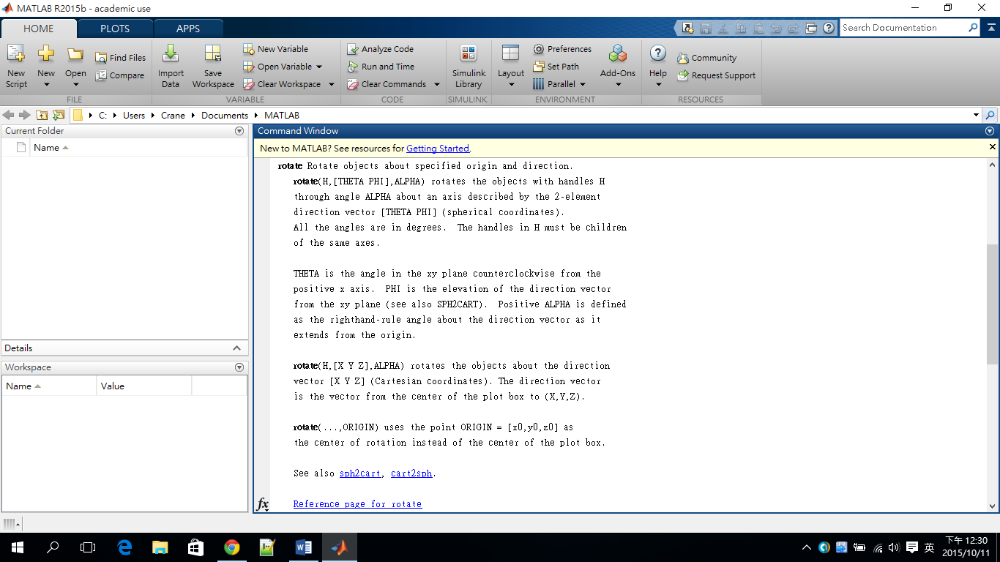 MATLAB R2015b - academic use
HOME
PLOTS
APPS
Search Documentation
New Script
New
Open
Find Files
Compare
FILE
Import Data
Save Workspace
New Variable
Open Variable
Clear Workspace
VARIABLE
Analyze Code
Run and Time
Clear Commands
CODE
Simulink Library
SIMULINK
Layout
Preferences
Set Path
Parallel
Add-Ons
ENVIRONMENT
Help
Community
Request Support
RESOURCES
C: Users Crane Documents MATLAB
Current Folder
Name
Details
Workspace
Name Value
Command Window
New to MATLAB? See resources for Getting Started.
rotate Rotate objects about specified origin and direction.
rotate(H,[THETA PHI],ALPHA) rotates the objects with handles H
through angle ALPHA about an axis described by the 2-element
direction vector [THETA PHI] (spherical coordinates).
All the angles are in degrees.  The handles in H must be children
of the same axes.
THETA is the angle in the xy plane counterclockwise from the
positive x axis.  PHI is the elevation of the direction vector
from the xy plane (see also SPH2CART).  Positive ALPHA is defined
as the righthand-rule angle about the direction vector as it
extends from the origin.
rotate(H,[X Y Z],ALPHA) rotates the objects about the direction
vector [X Y Z] (Cartesian coordinates). The direction vector
is the vector from the center of the plot box to (X,Y,Z).
rotate(...,ORIGIN) uses the point ORIGIN = [x0,y0,z0] as
the center of rotation instead of the center of the plot box.
See also sph2cart, cart2sph.
Reference page for rotate
fx
英
下午 12:30
2015/10/11